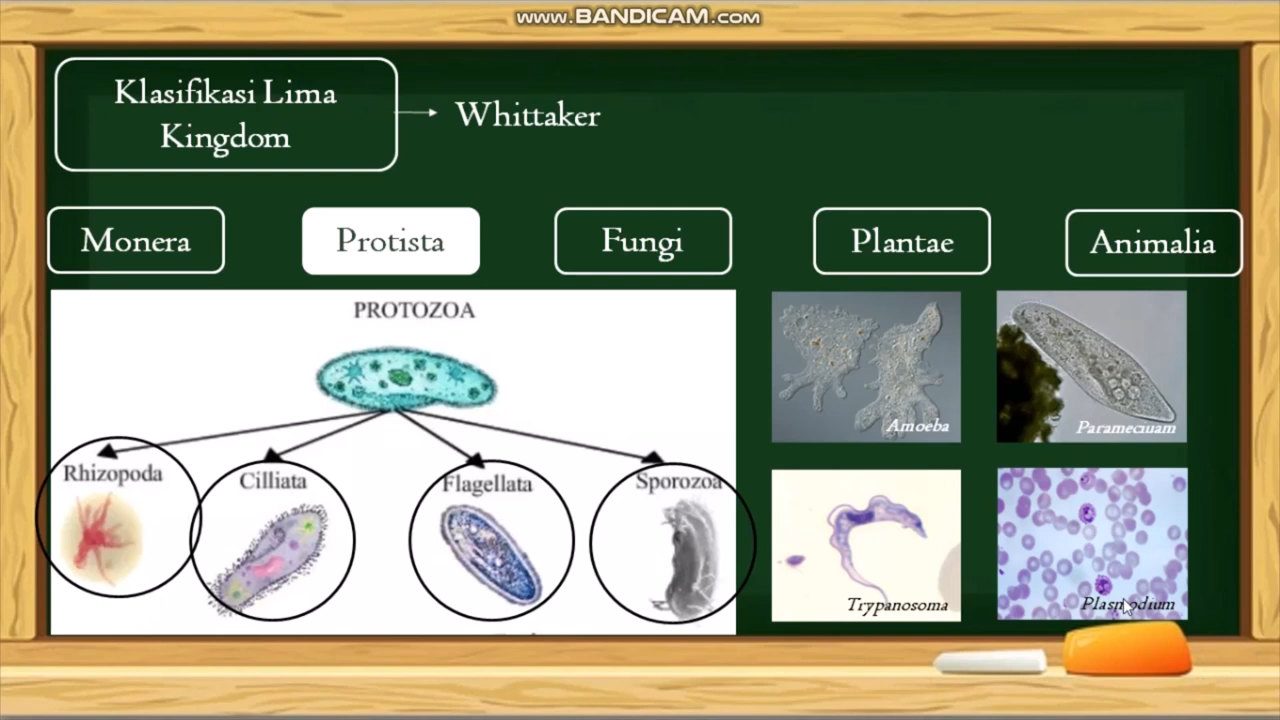 www.BANDICAM.com
Klasifikasi Lima
Kingdom
Whittaker
Monera
Protista
Fungi
Plantae
Animalia
PROTOZOA
Rhizopoda
Cilliata
Flagellata
Sporozoa
Amoeba
Parameciuam
Trypanosoma
Plasmodium